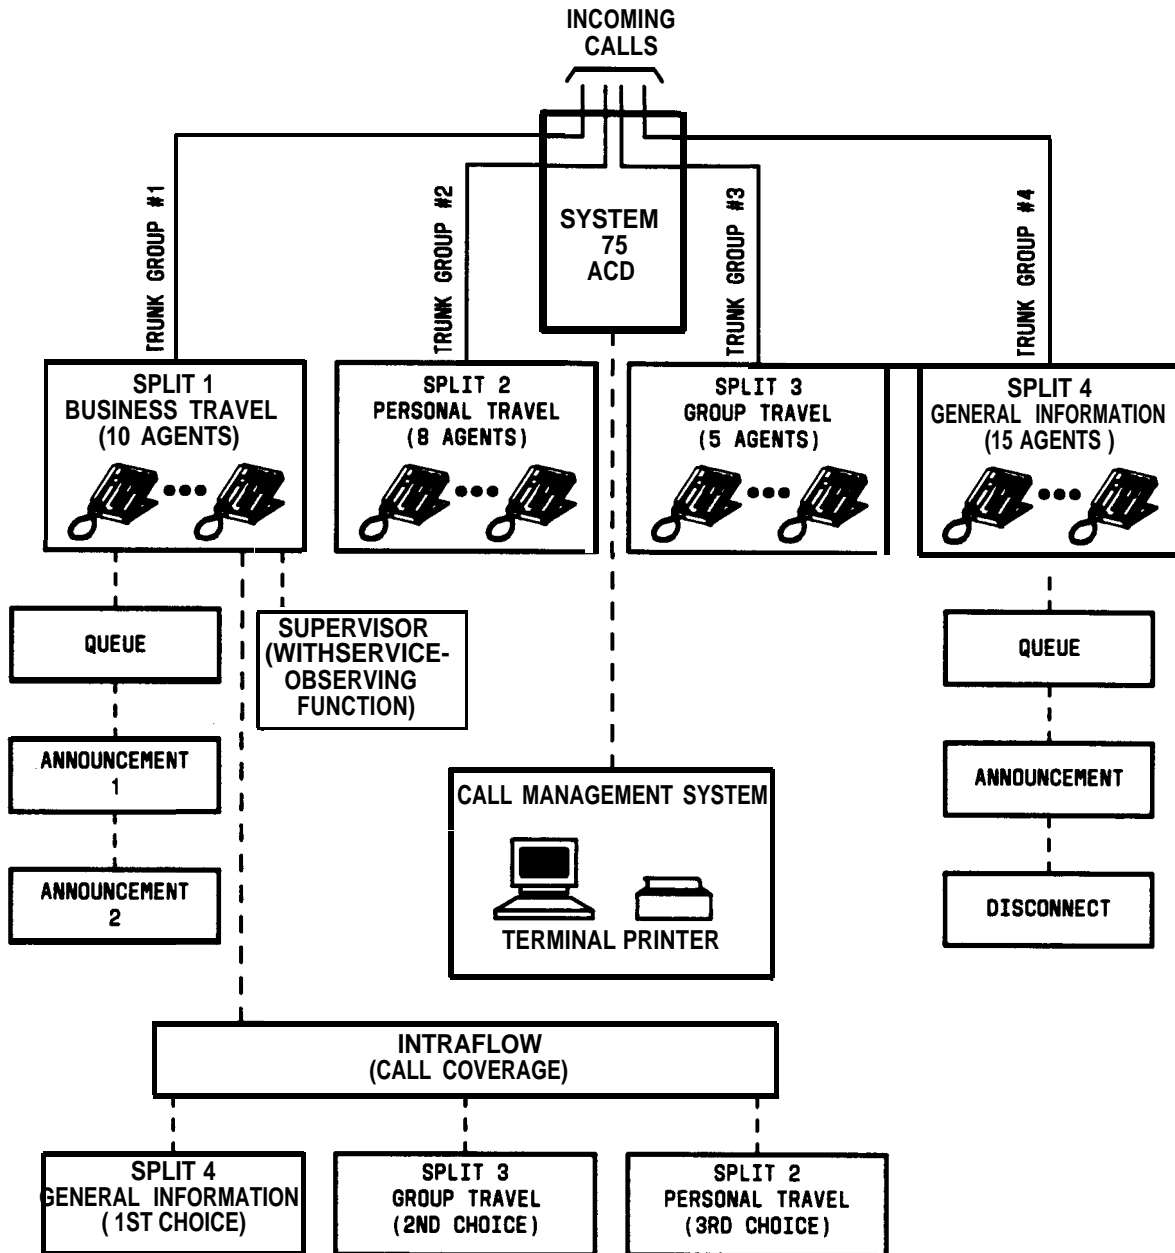 INCOMING
CALLS
TRUNK GROUP #1
TRUNK GROUP #2
SYSTEM
75
ACD
TRUNK GROUP #3
TRUNK GROUP #4
SPLIT 1
BUSINESS TRAVEL
(10 AGENTS)
SPLIT 2
PERSONAL TRAVEL
(8 AGENTS)
SPLIT 3
GROUP TRAVEL
(5 AGENTS)
SPLIT 4
GENERAL INFORMATION
(15 AGENTS )
QUEUE
SUPERVISOR
(WITHSERVICE-
OBSERVING
FUNCTION)
QUEUE
ANNOUNCEMENT
1
CALL MANAGEMENT SYSTEM
TERMINAL PRINTER
ANNOUNCEMENT
ANNOUNCEMENT
2
DISCONNECT
INTRAFLOW
(CALL COVERAGE)
SPLIT 4
GENERAL INFORMATION
( 1ST CHOICE)
SPLIT 3
GROUP TRAVEL
(2ND CHOICE)
SPLIT 2
PERSONAL TRAVEL
(3RD CHOICE)